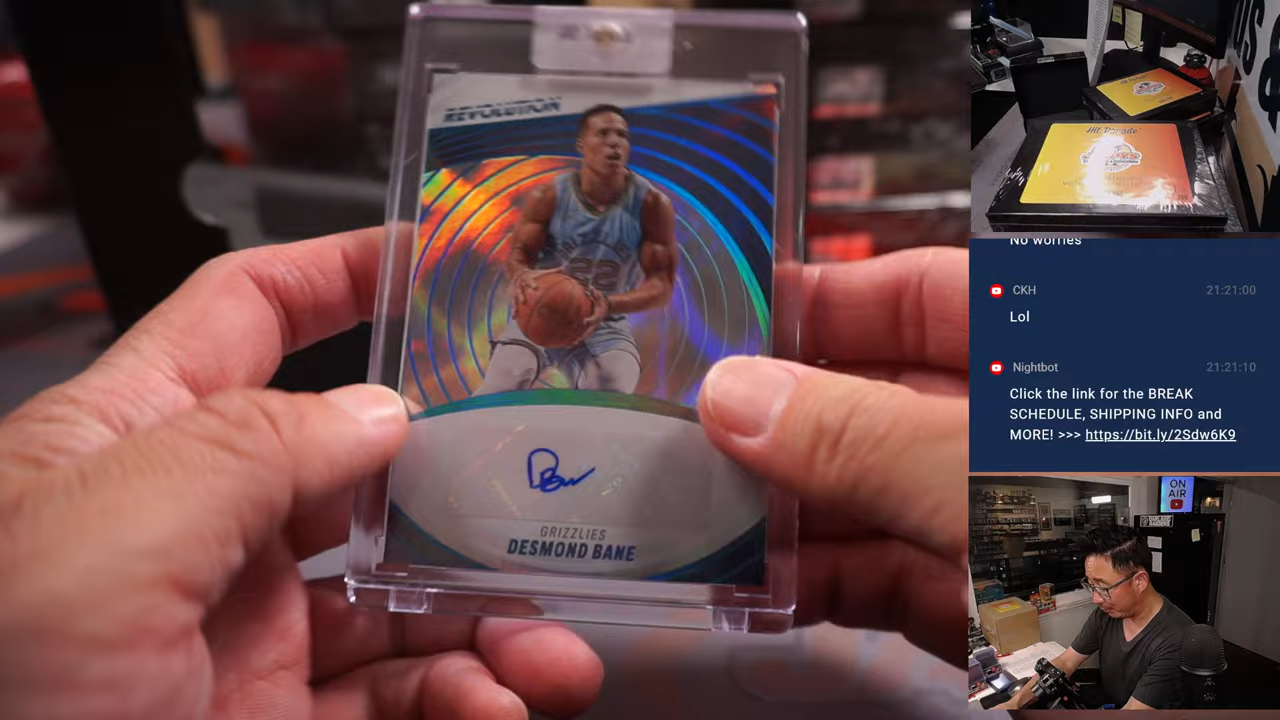 REVOLUTION
22
GRIZZLIES
DESMOND BANE
Hit Parade
No worries
CKH 21:21:00
Lol
Nightbot 21:21:10
Click the link for the BREAK
SCHEDULE, SHIPPING INFO and
MORE! >>> https://bit.ly/2Sdw6K9
ON
AIR